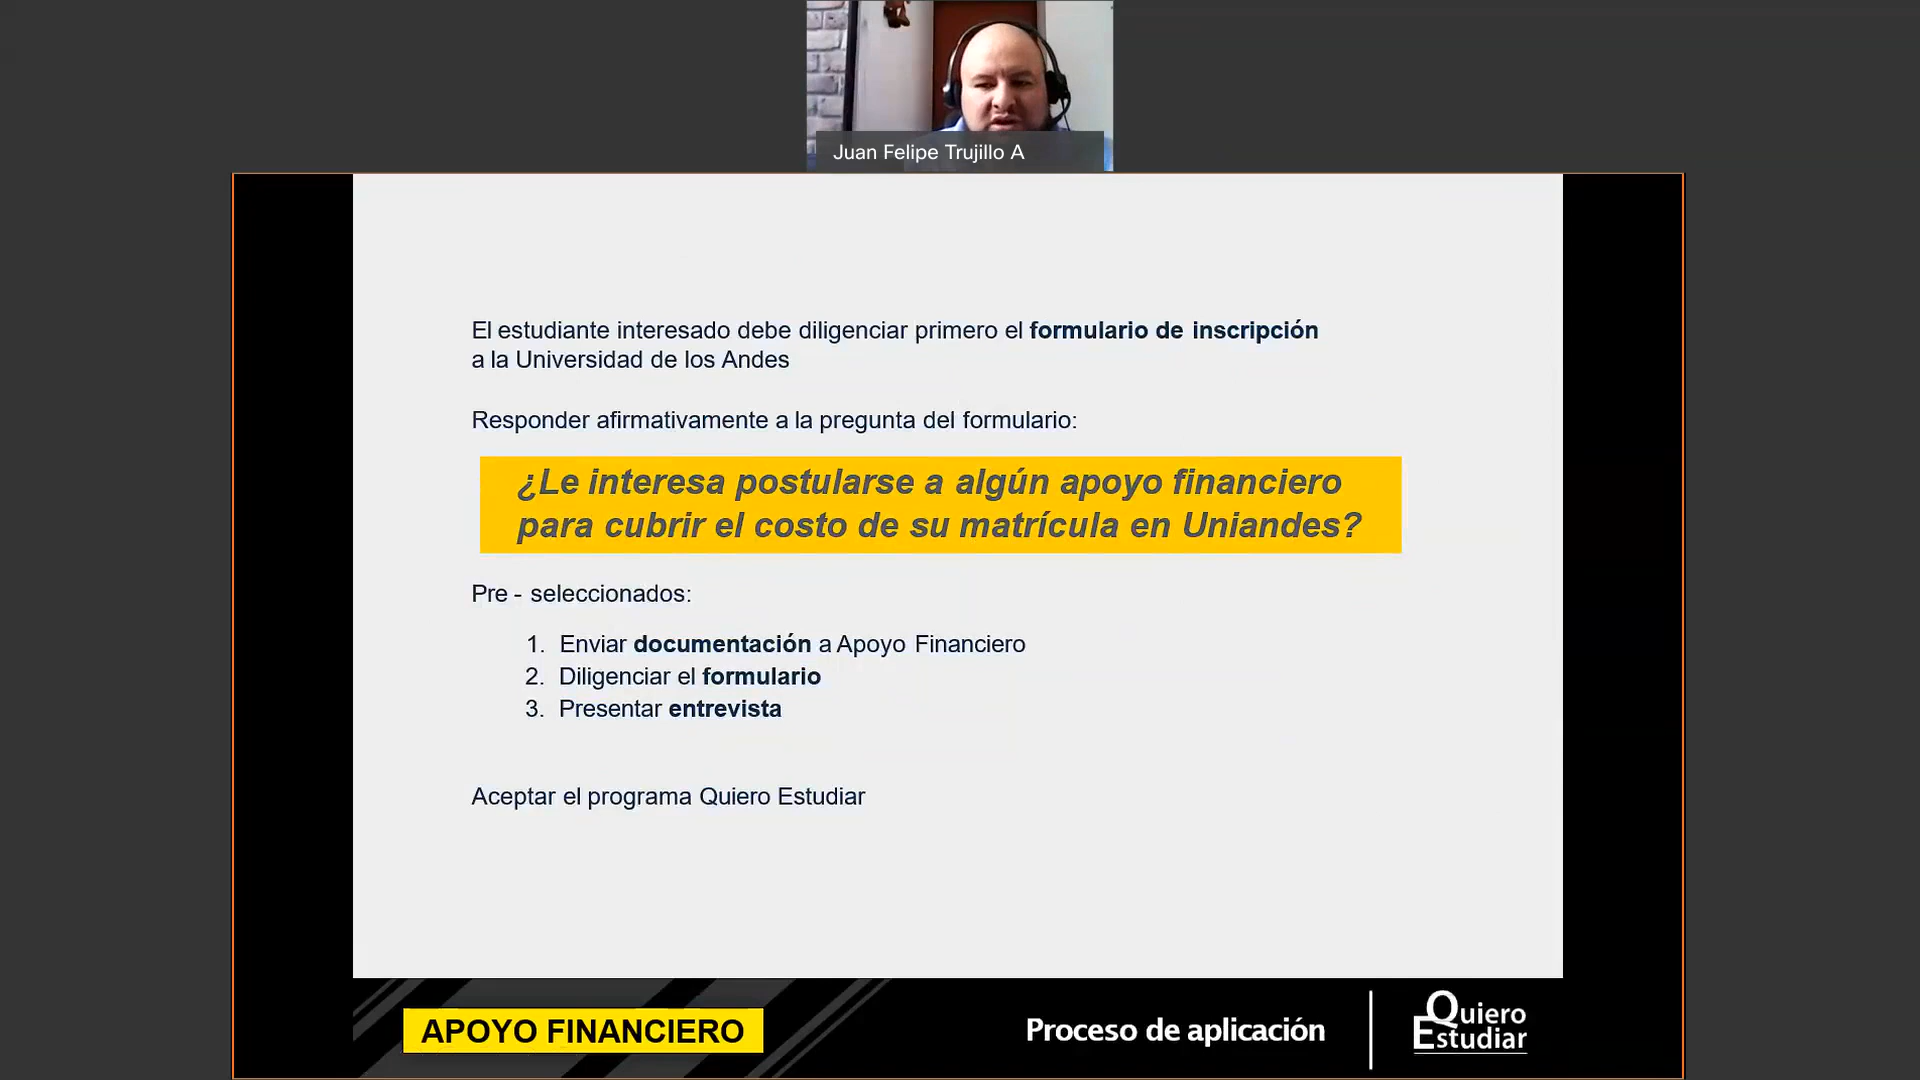 Juan Felipe Trujillo A
El estudiante interesado debe diligenciar primero el formulario de inscripción
a la Universidad de los Andes
Responder afirmativamente a la pregunta del formulario:
¿Le interesa postularse a algún apoyo financiero
para cubrir el costo de su matrícula en Uniandes?
Pre - seleccionados:
1. Enviar documentación a Apoyo Financiero
2. Diligenciar el formulario
3. Presentar entrevista
Aceptar el programa Quiero Estudiar
APOYO FINANCIERO
Proceso de aplicación
Quiero
Estudiar